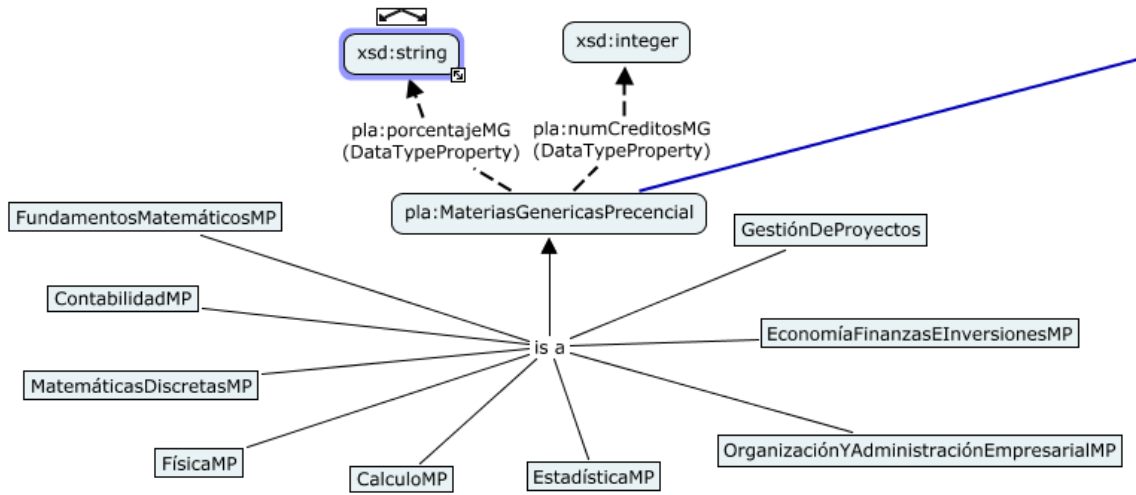 xsd:string
xsd:integer
pla:porcentajeMG
(DataTypeProperty)
pla:numCreditosMG
(DataTypeProperty)
pla:MateriasGenericasPrecencial
FundamentosMatemáticosMP
GestiónDeProyectos
ContabilidadMP
EconomíaFinanzasEInversionesMP
is a
MatemáticasDiscretasMP
OrganizaciónYAdministraciónEmpresarialMP
FísicaMP
CalculoMP
EstadísticaMP